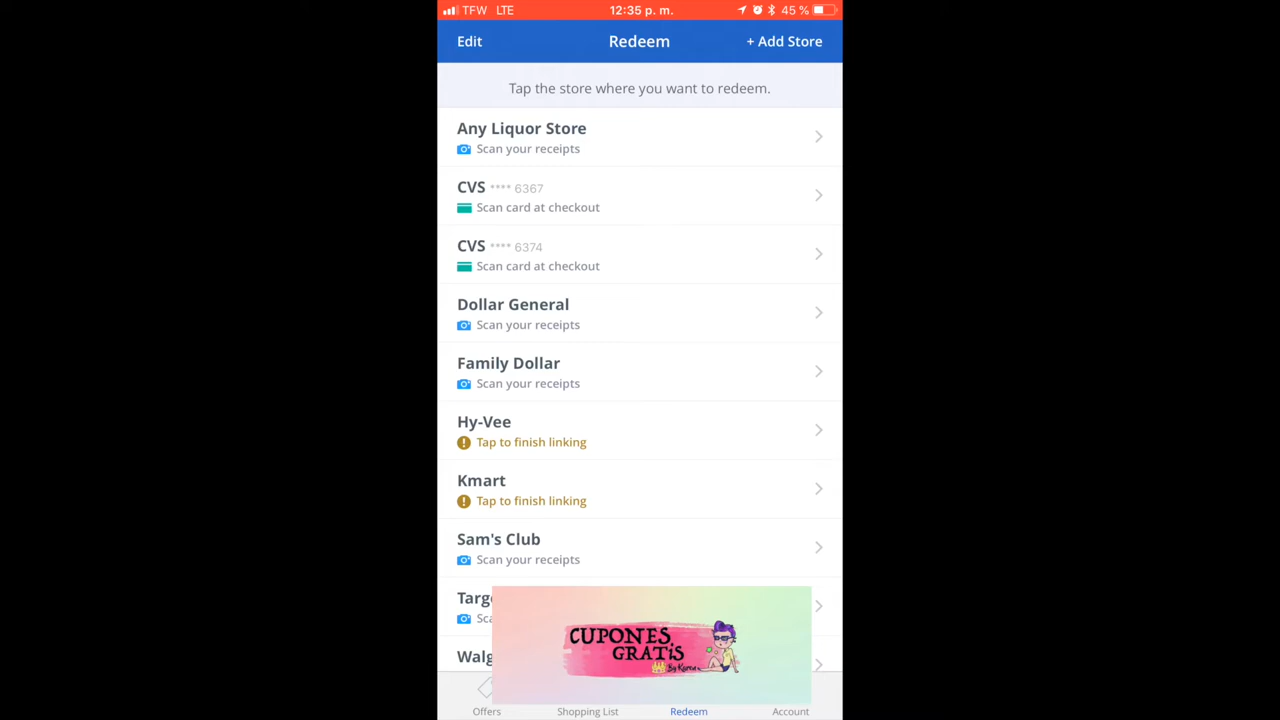 TFW LTE 12:35 p. m. 45 %
Edit Redeem + Add Store
Tap the store where you want to redeem.
Any Liquor Store
Scan your receipts
CVS **** 6367
Scan card at checkout
CVS **** 6374
Scan card at checkout
Dollar General
Scan your receipts
Family Dollar
Scan your receipts
Hy-Vee
Tap to finish linking
Kmart
Tap to finish linking
Sam's Club
Scan your receipts
CUPONES
GRATIS
By Karen
Offers Shopping List Redeem Account